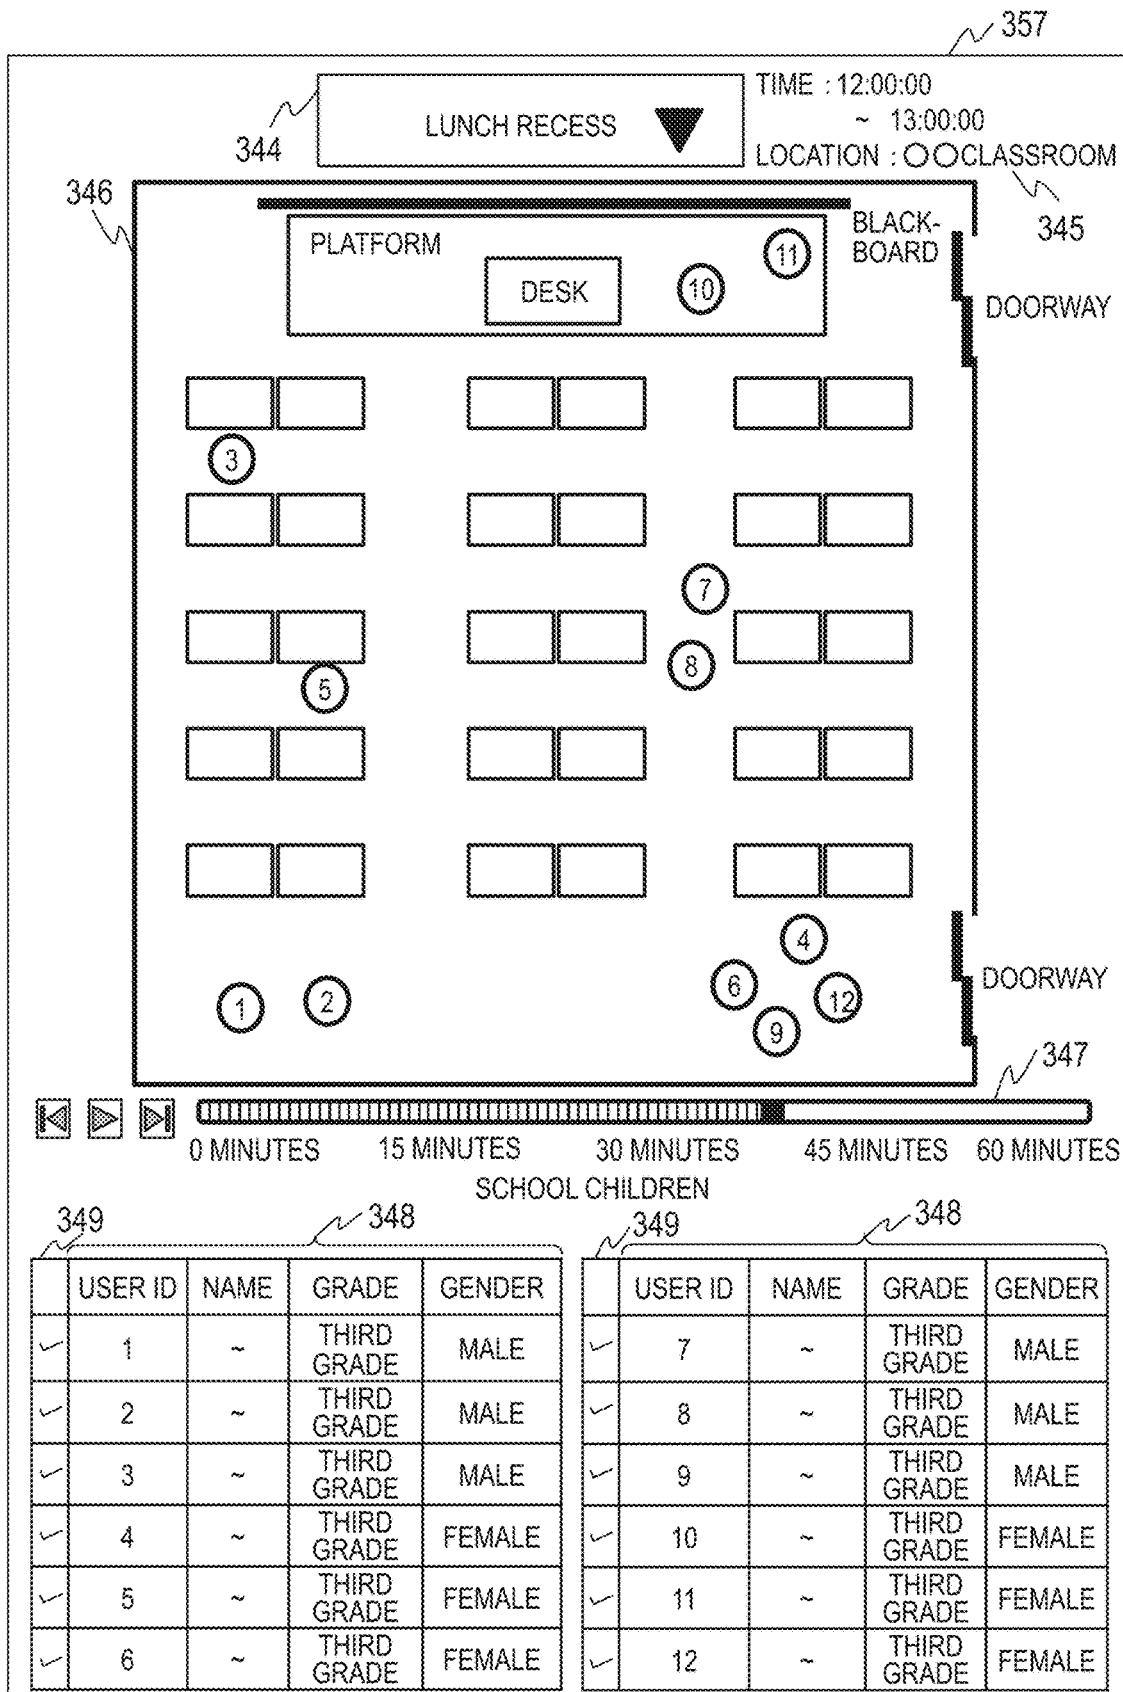 357
344
LUNCH RECESS
TIME : 12:00:00
~ 13:00:00
LOCATION : ○○CLASSROOM
345
346
BLACK-
BOARD
PLATFORM
DESK
11
10
DOORWAY
3
7
8
5
4
6
12
9
1
2
DOORWAY
347
0 MINUTES 15 MINUTES 30 MINUTES 45 MINUTES 60 MINUTES
SCHOOL CHILDREN
349 348 349 348
USER ID NAME GRADE GENDER
✓ 1 ~ THIRD GRADE MALE
✓ 2 ~ THIRD GRADE MALE
✓ 3 ~ THIRD GRADE MALE
✓ 4 ~ THIRD GRADE FEMALE
✓ 5 ~ THIRD GRADE FEMALE
✓ 6 ~ THIRD GRADE FEMALE
USER ID NAME GRADE GENDER
✓ 7 ~ THIRD GRADE MALE
✓ 8 ~ THIRD GRADE MALE
✓ 9 ~ THIRD GRADE MALE
✓ 10 ~ THIRD GRADE FEMALE
✓ 11 ~ THIRD GRADE FEMALE
✓ 12 ~ THIRD GRADE FEMALE